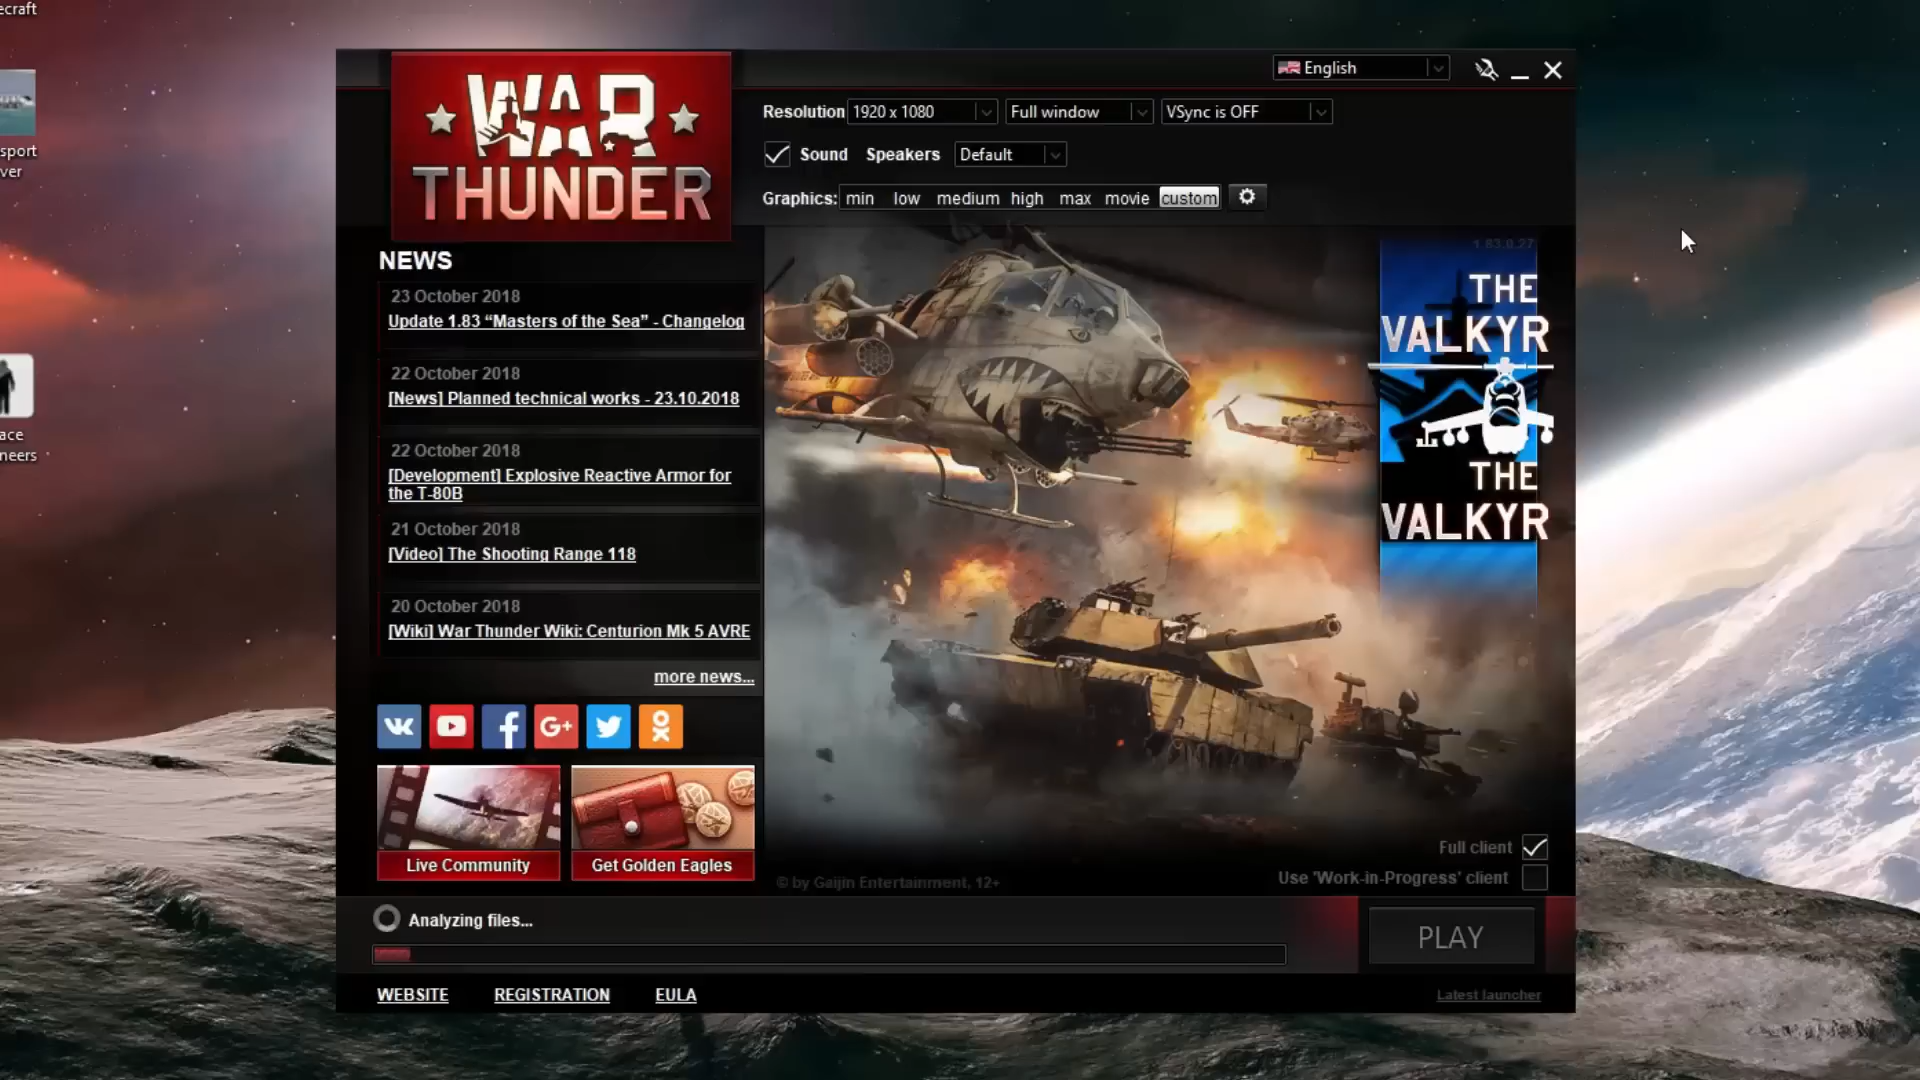 ecraft
sport
ver
ace
neers
WAR
THUNDER
English
Resolution 1920 x 1080 Full window VSync is OFF
Sound Speakers Default
Graphics: min low medium high max movie custom
NEWS
23 October 2018
Update 1.83 “Masters of the Sea” - Changelog
22 October 2018
[News] Planned technical works - 23.10.2018
22 October 2018
[Development] Explosive Reactive Armor for
the T-80B
21 October 2018
[Video] The Shooting Range 118
20 October 2018
[Wiki] War Thunder Wiki: Centurion Mk 5 AVRE
more news...
G+
Live Community
Get Golden Eagles
1.83.0.27
THE
VALKYR
THE
VALKYR
© by Gaijin Entertainment, 12+
Full client
Use 'Work-in-Progress' client
Analyzing files...
PLAY
WEBSITE REGISTRATION EULA
Latest launcher